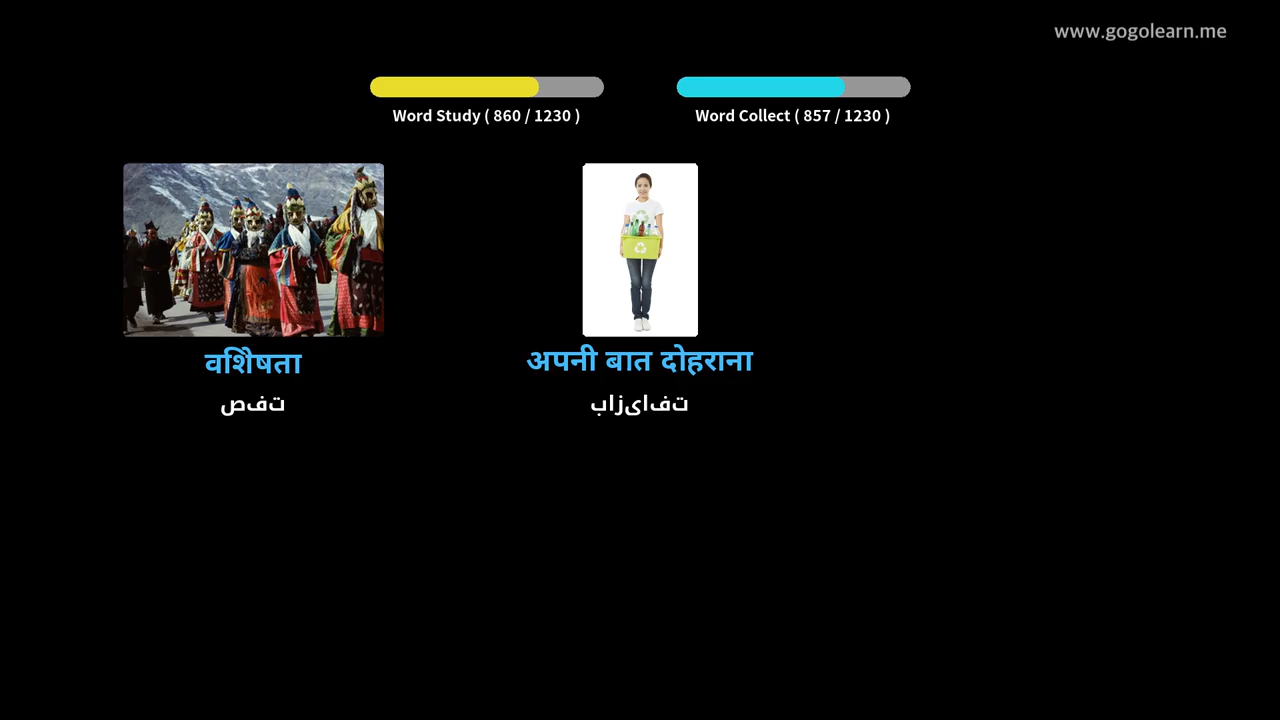 www.gogolearn.me
Word Study ( 860 / 1230 )
Word Collect ( 857 / 1230 )
वशिेषता
अपनी बात दोहराना
تفص
تفایزاب